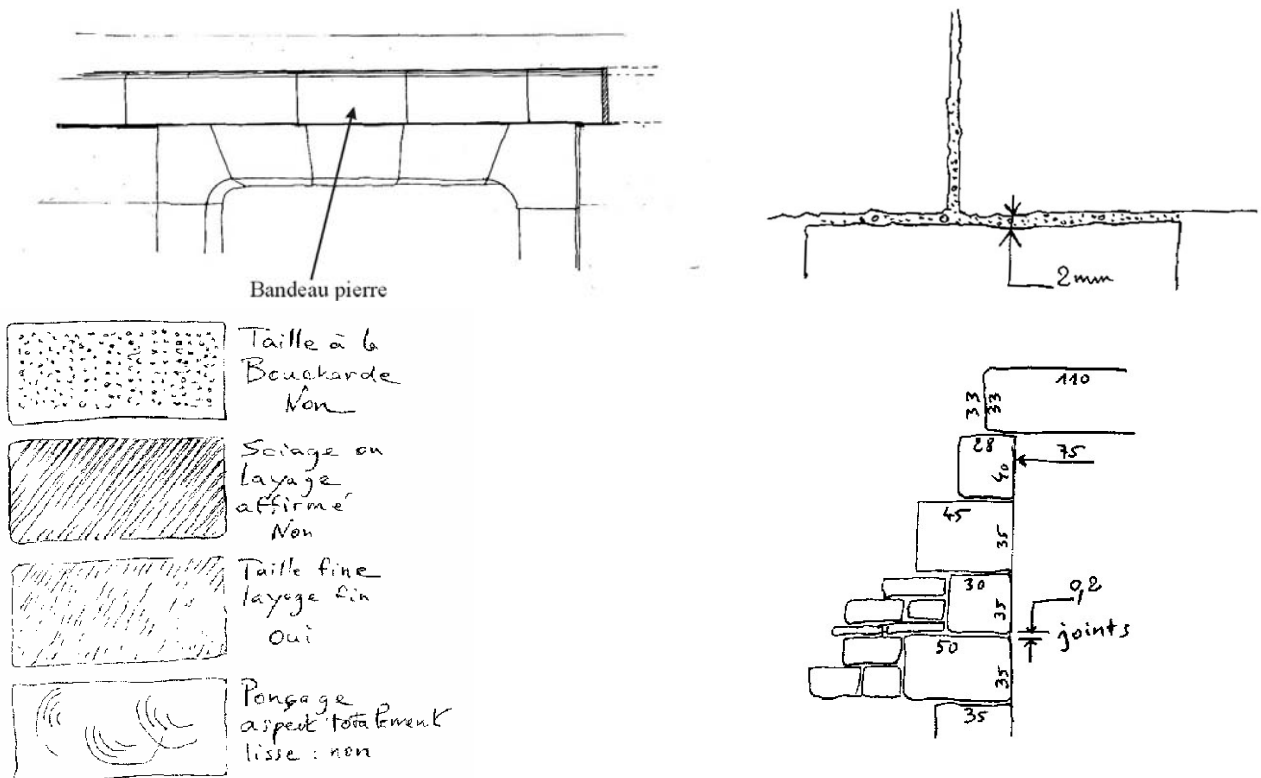 Bandeau pierre
2mm
Taille à la
Boucharde
Non
Sciage ou
layage
affirmé
Non
Taille fine
layage fin
oui
Ponçage
aspect totalement
lisse : non
110
33
33
28
40
75
45
35
30
35
0,2
joints
50
35
35